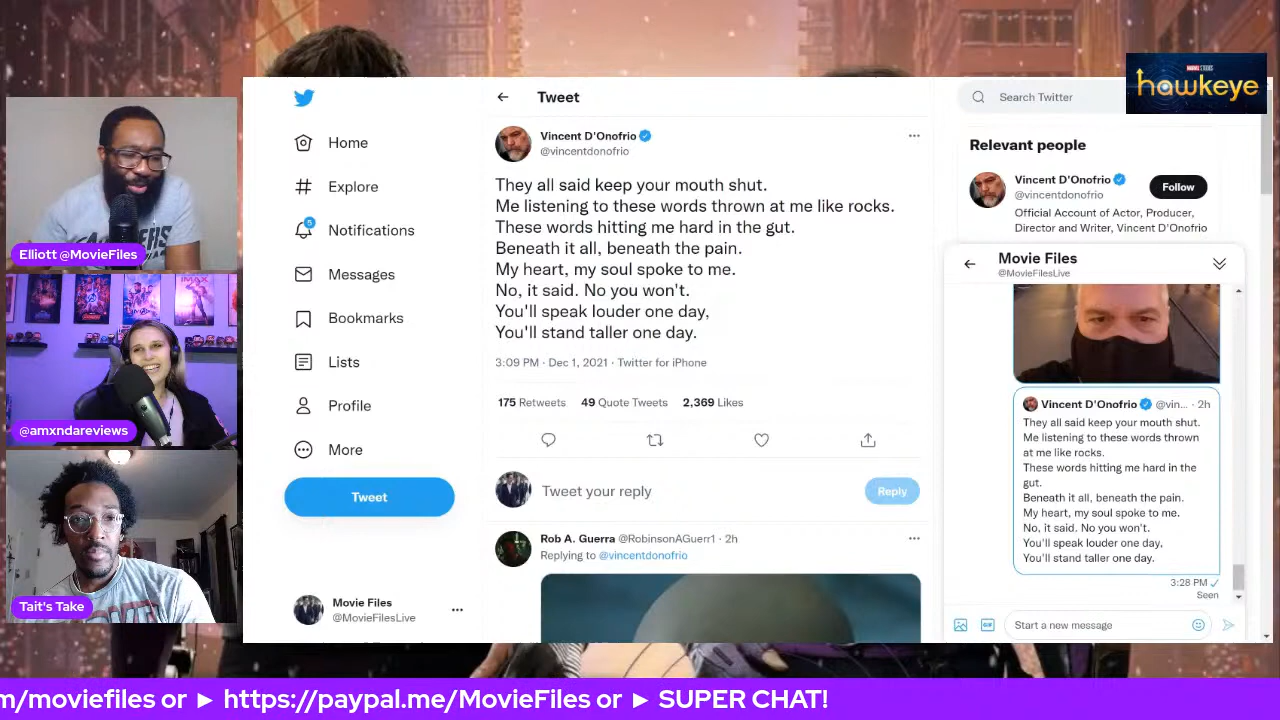 Elliott @MovieFiles
@amxndareviews
IMAX
Tait's Take
Home
Explore
5
Notifications
Messages
Bookmarks
Lists
Profile
More
Tweet
Movie Files
@MovieFilesLive
Tweet
Vincent D'Onofrio
@vincentdonofrio
They all said keep your mouth shut.
Me listening to these words thrown at me like rocks.
These words hitting me hard in the gut.
Beneath it all, beneath the pain.
My heart, my soul spoke to me.
No, it said. No you won't.
You'll speak louder one day,
You'll stand taller one day.
3:09 PM · Dec 1, 2021 · Twitter for iPhone
175 Retweets 49 Quote Tweets 2,369 Likes
Tweet your reply
Reply
Rob A. Guerra @RobinsonAGuerr1 · 2h
Replying to @vincentdonofrio
Search Twitter
MARVEL STUDIOS
hawkeye
Relevant people
Vincent D'Onofrio
@vincentdonofrio
Follow
Official Account of Actor, Producer,
Director and Writer, Vincent D'Onofrio
Movie Files
@MovieFilesLive
Vincent D'Onofrio @vin... · 2h
They all said keep your mouth shut.
Me listening to these words thrown
at me like rocks.
These words hitting me hard in the
gut.
Beneath it all, beneath the pain.
My heart, my soul spoke to me.
No, it said. No you won't.
You'll speak louder one day,
You'll stand taller one day.
3:28 PM
Seen
GIF
Start a new message
m/moviefiles or ► https://paypal.me/MovieFiles or ► SUPER CHAT!